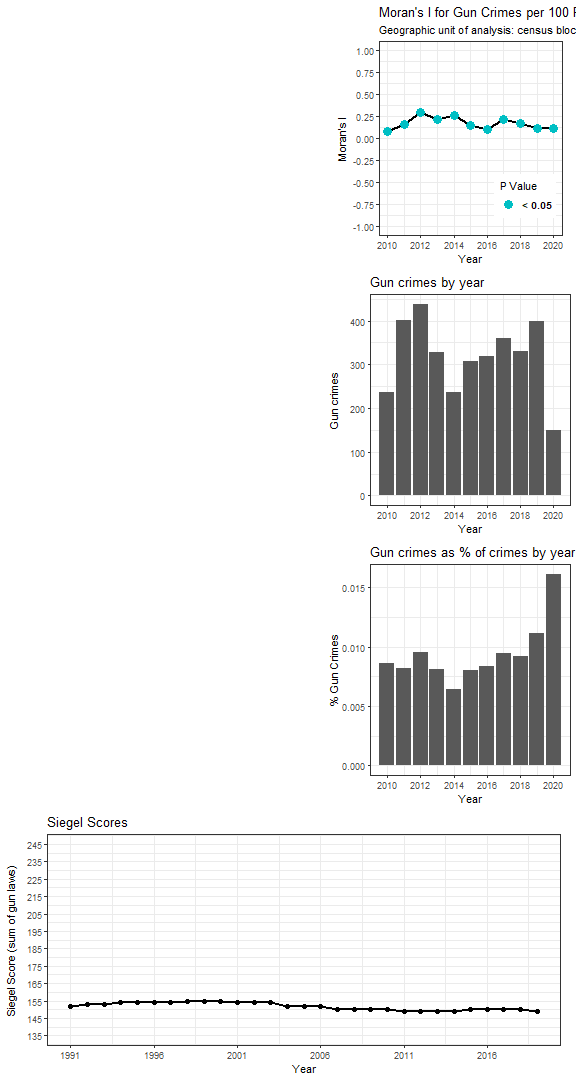 Moran's I for Gun Crimes per 100
Geographic unit of analysis: census
1.00
0.75
0.50
0.25
0.00
-0.25
-0.50
-0.75
-1.00
Moran's I
P Value
< 0.05
2010 2012 2014 2016 2018 2020
Year
Gun crimes by year
400
300
200
100
0
Gun crimes
2010 2012 2014 2016 2018 2020
Year
Gun crimes as % of crimes by year
0.015
0.010
0.005
0.000
% Gun Crimes
2010 2012 2014 2016 2018 2020
Year
Siegel Scores
245
235
225
215
205
195
185
175
165
155
145
135
Siegel Score (sum of gun laws)
1991 1996 2001 2006 2011 2016
Year